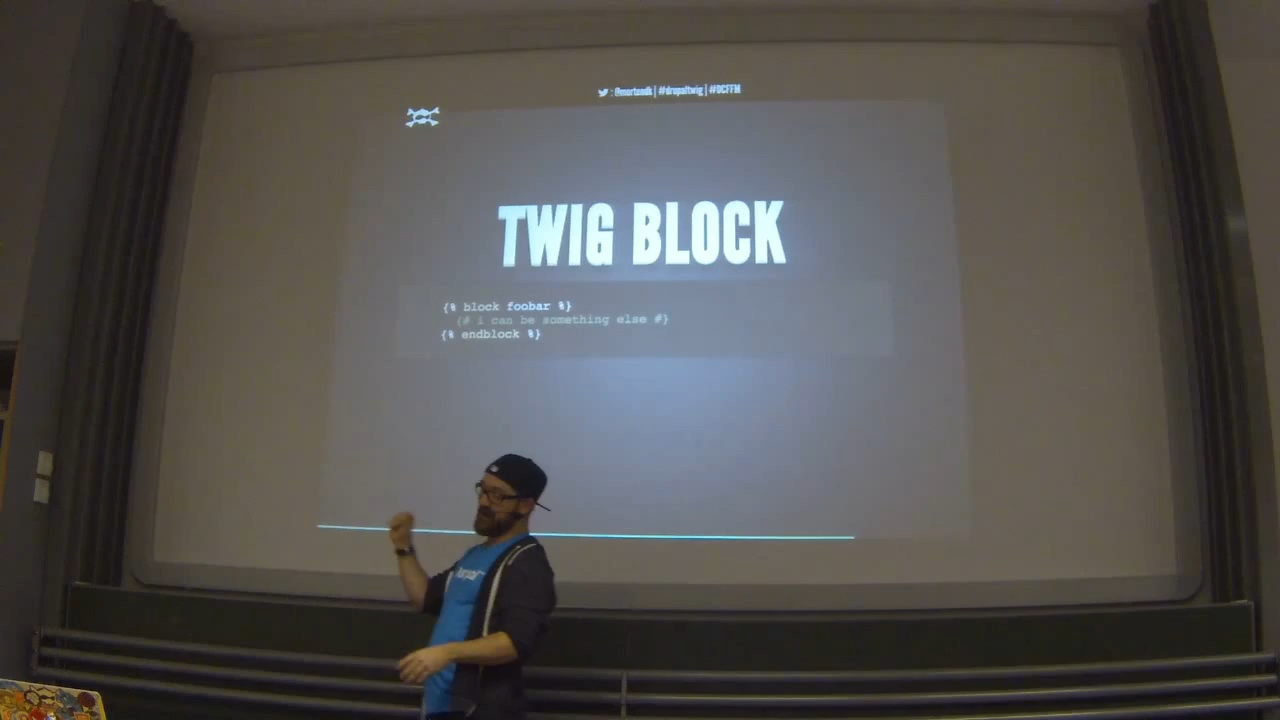 : @mortendk | #drupaltwig | #DCFFM
TWIG BLOCK
{% block foobar %}
{# i can be something else #}
{% endblock %}